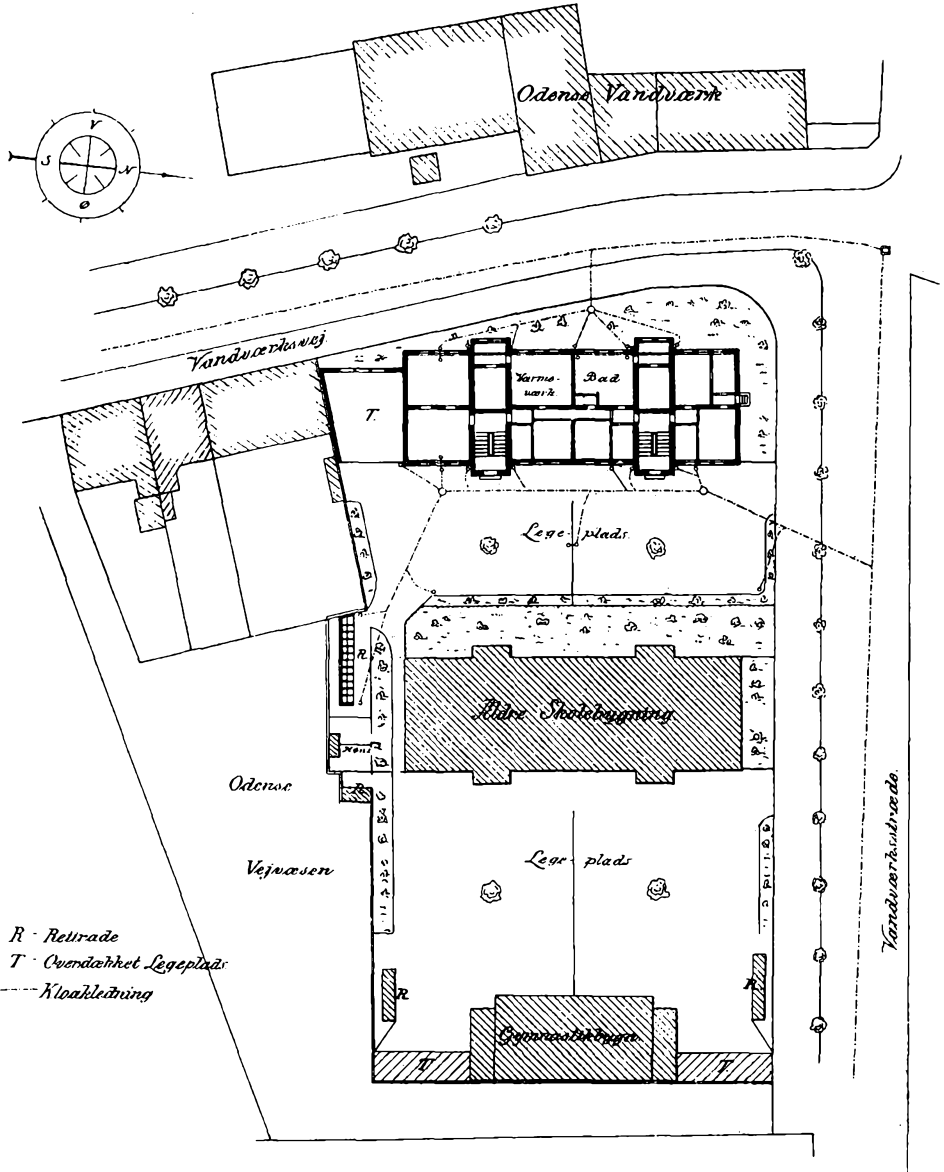 Odense Vandværk
V
S
N
Ø
Vandværksvej.
Varme-
værk.
Bad
T
Lege-plads.
R
Ældre Skolebygning
Høns
R
Odense
Vejvæsen
Lege-plads
Vandværksstræde.
R - Retirade
T - Overdækket Legeplads
Kloakledning
R
R
Gymnastikbygn.
T
T